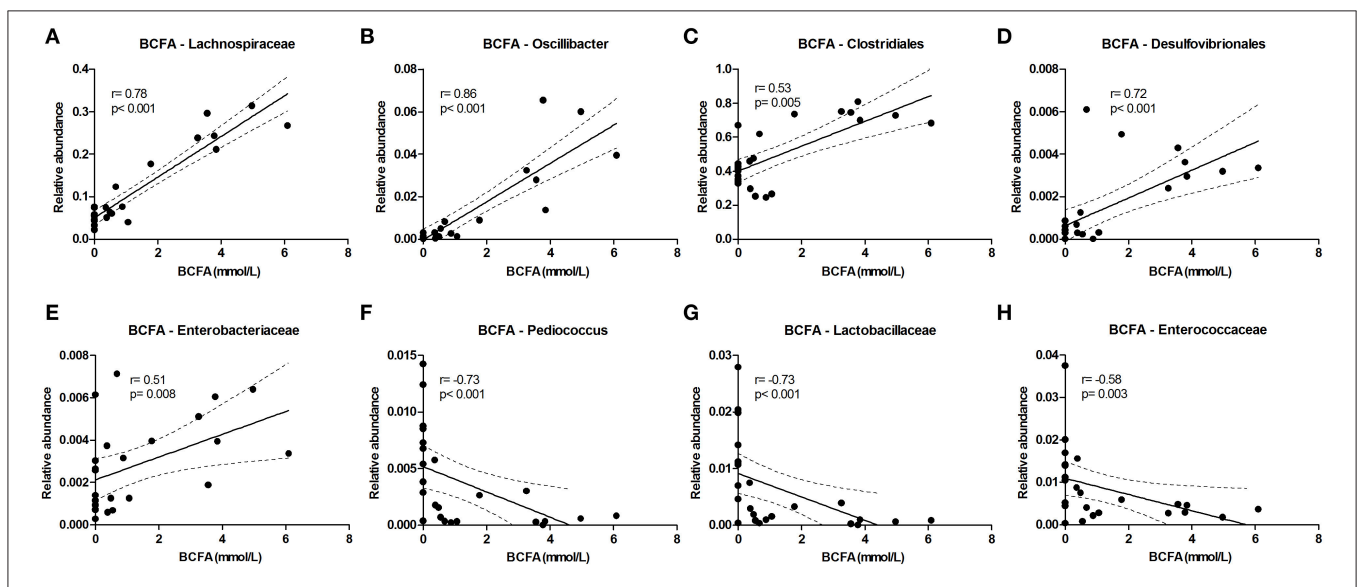 A
BCFA - Lachnospiraceae
r= 0.78
p< 0.001
Relative abundance
0.4
0.3
0.2
0.1
0.0
0 2 4 6 8
BCFA (mmol/L)
B
BCFA - Oscillibacter
r= 0.86
p< 0.001
Relative abundance
0.08
0.06
0.04
0.02
0.00
0 2 4 6 8
BCFA (mmol/L)
C
BCFA - Clostridiales
r= 0.53
p= 0.005
Relative abundance
1.0
0.8
0.6
0.4
0.2
0.0
0 2 4 6 8
BCFA (mmol/L)
D
BCFA - Desulfovibrionales
r= 0.72
p< 0.001
Relative abundance
0.008
0.006
0.004
0.002
0.000
0 2 4 6 8
BCFA (mmol/L)
E
BCFA - Enterobacteriaceae
r= 0.51
p= 0.008
Relative abundance
0.008
0.006
0.004
0.002
0.000
0 2 4 6 8
BCFA (mmol/L)
F
BCFA - Pediococcus
r= -0.73
p< 0.001
Relative abundance
0.015
0.010
0.005
0.000
0 2 4 6 8
BCFA (mmol/L)
G
BCFA - Lactobacillaceae
r= -0.73
p< 0.001
Relative abundance
0.03
0.02
0.01
0.00
0 2 4 6 8
BCFA (mmol/L)
H
BCFA - Enterococcaceae
r= -0.58
p= 0.003
Relative abundance
0.04
0.03
0.02
0.01
0.00
0 2 4 6 8
BCFA (mmol/L)